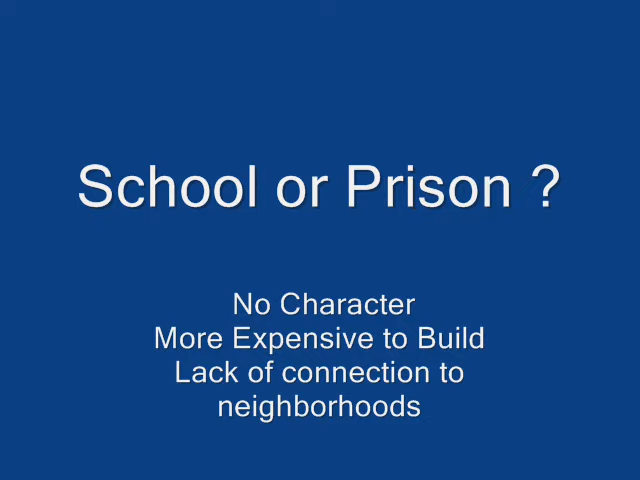 School or Prison ?
No Character
More Expensive to Build
Lack of connection to
neighborhoods